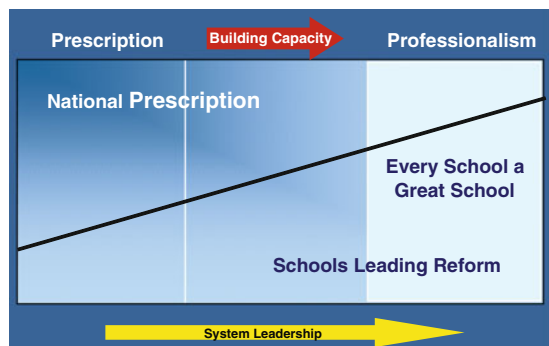 Prescription
Building Capacity
Professionalism
National Prescription
Every School a
Great School
Schools Leading Reform
System Leadership